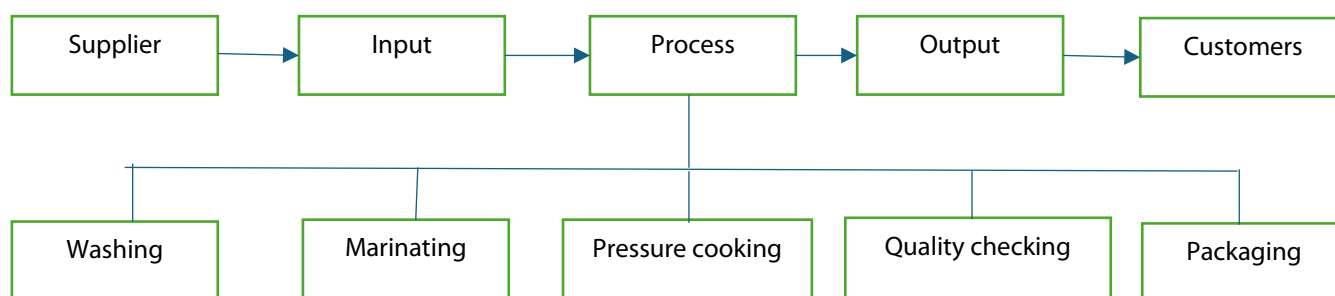 Supplier
Input
Process
Output
Customers
Washing
Marinating
Pressure cooking
Quality checking
Packaging